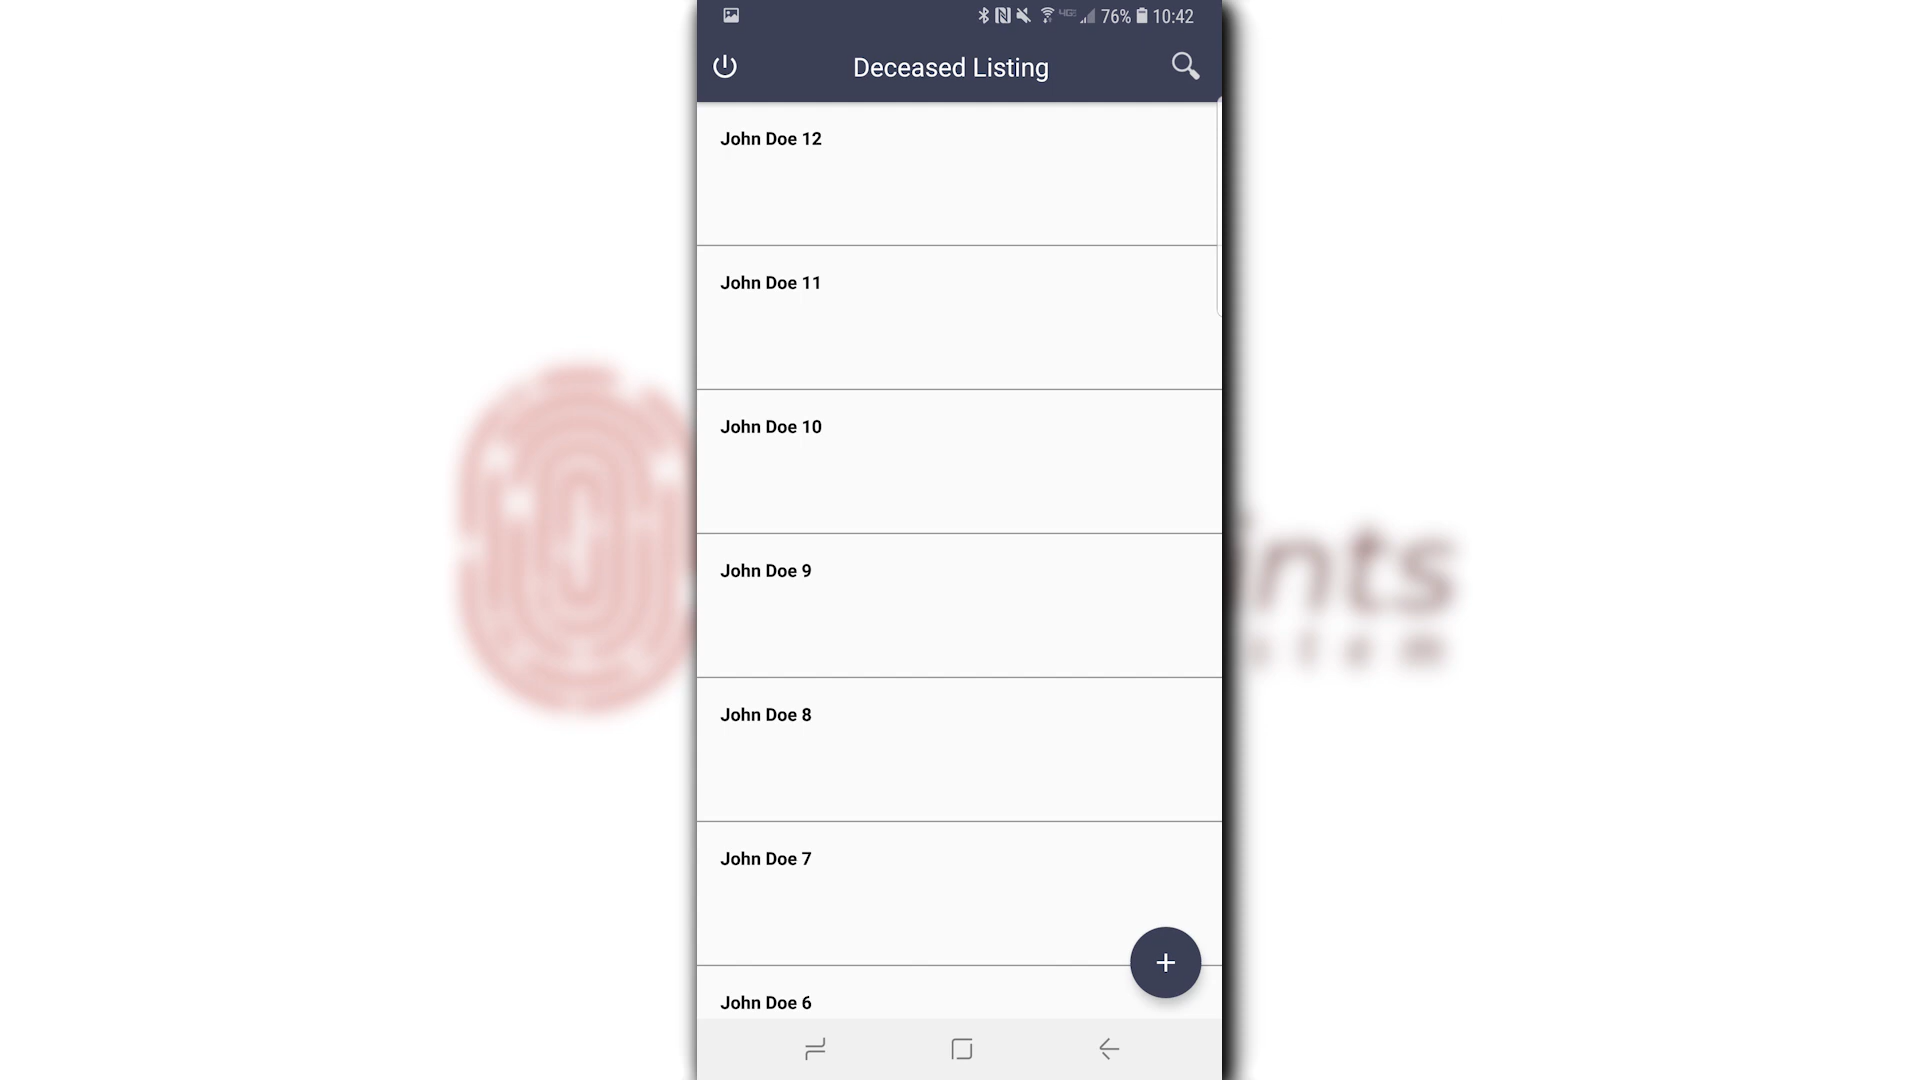 76% 10:42
Deceased Listing
John Doe 12
John Doe 11
John Doe 10
John Doe 9
John Doe 8
John Doe 7
John Doe 6
ints